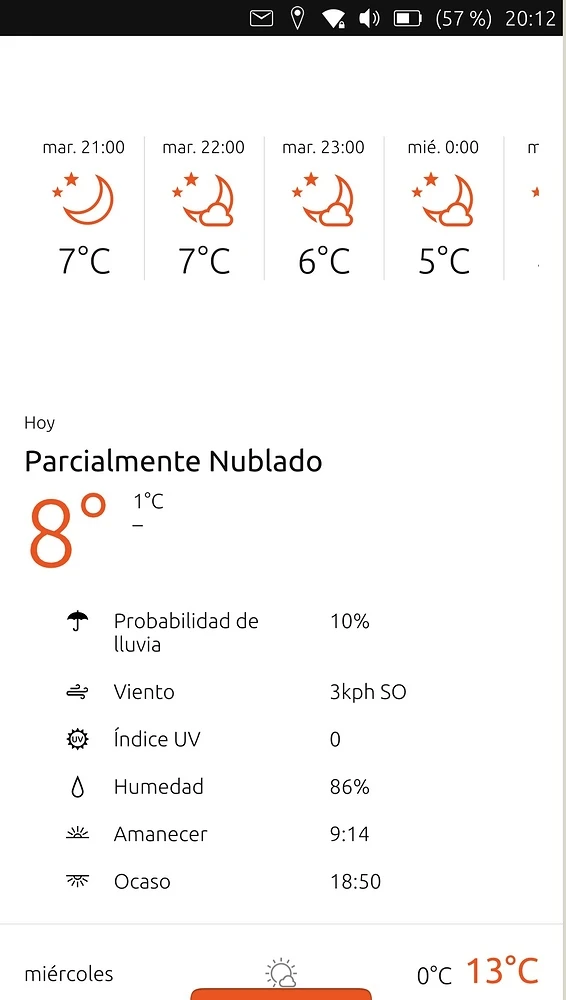 (57 %) 20:12
mar. 21:00 mar. 22:00 mar. 23:00 mié. 0:00
7°C 7°C 6°C 5°C
Hoy
Parcialmente Nublado
8° 1°C
–
Probabilidad de lluvia 10%
Viento 3kph SO
UV Índice UV 0
Humedad 86%
Amanecer 9:14
Ocaso 18:50
miércoles 0°C 13°C